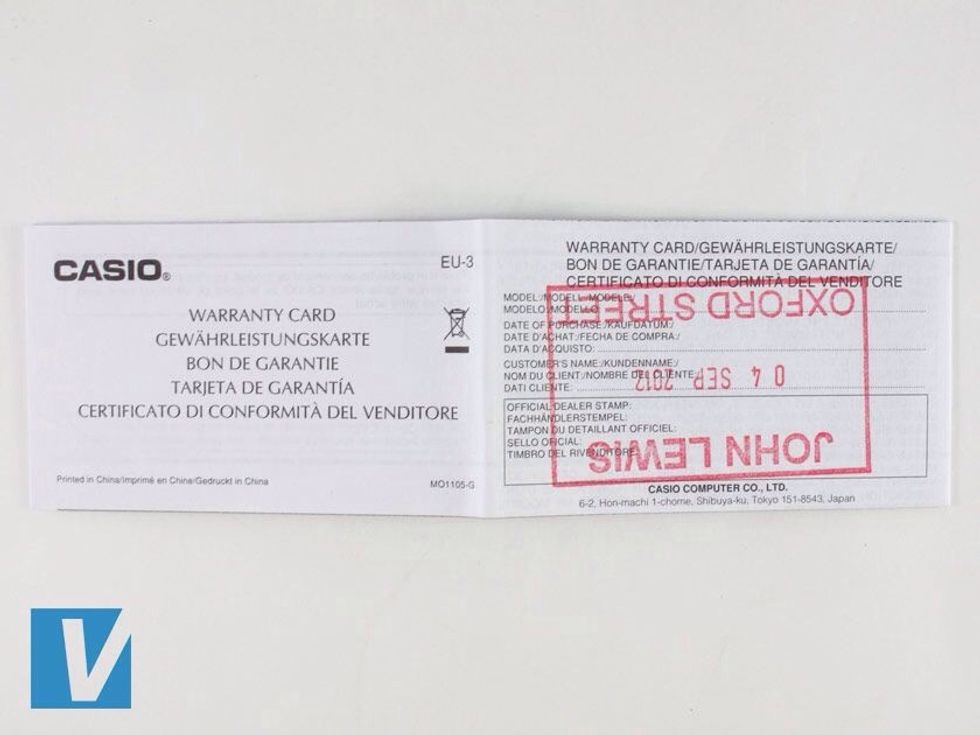 CASIO®
EU-3
WARRANTY CARD
GEWÄHRLEISTUNGSKARTE
BON DE GARANTIE
TARJETA DE GARANTÍA
CERTIFICATO DI CONFORMITÀ DEL VENDITORE
Printed in China/Imprimé en Chine/Gedruckt in China
MO1105-G
WARRANTY CARD/GEWÄHRLEISTUNGSKARTE/
BON DE GARANTIE/TARJETA DE GARANTÍA/
CERTIFICATO DI CONFORMITÀ DEL VENDITORE
MODEL:/MODELL:/MODELE:/
MODELO:/MODELLO:
DATE OF PURCHASE:/KAUFDATUM:/
DATE D'ACHAT:/FECHA DE COMPRA:/
DATA D'ACQUISTO:
CUSTOMER'S NAME:/KUNDENNAME:/
NOM DU CLIENT:/NOMBRE DEL CLIENTE:/
DATI CLIENTE:
OFFICIAL DEALER STAMP:
FACHHÄNDLERSTEMPEL:
TAMPON DU DETAILLANT OFFICIEL:
SELLO OFICIAL:
TIMBRO DEL RIVENDITORE:
JOHN LEWIS
04 SEP 2012
OXFORD STREET
CASIO COMPUTER CO., LTD.
6-2, Hon-machi 1-chome, Shibuya-ku, Tokyo 151-8543, Japan
V